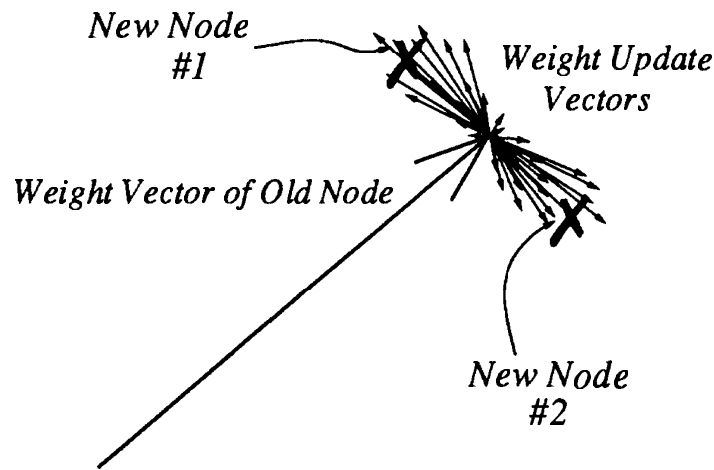 New Node
#1
Weight Update
Vectors
Weight Vector of Old Node
New Node
#2